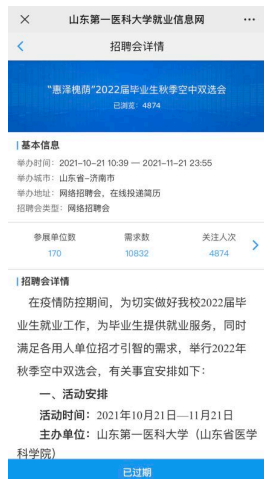 山东第一医科大学就业信息网
招聘会详情
"惠泽槐荫"2022届毕业生秋季空中双选会
已浏览：4874
基本信息
举办时间：2021-10-21 10:39 — 2021-11-21 23:55
举办城市：山东省-济南市
举办地址：网络招聘会，在线投递简历
招聘会类型：网络招聘会
参展单位数 需求数 关注人次
170 10832 4874
招聘会详情
在疫情防控期间，为切实做好我校2022届毕
业生就业工作，为毕业生提供就业服务，同时
满足各用人单位招才引智的需求，举行2022年
秋季空中双选会，有关事宜安排如下：
一、活动安排
活动时间：2021年10月21日—11月21日
主办单位：山东第一医科大学（山东省医学
科学院）
已过期